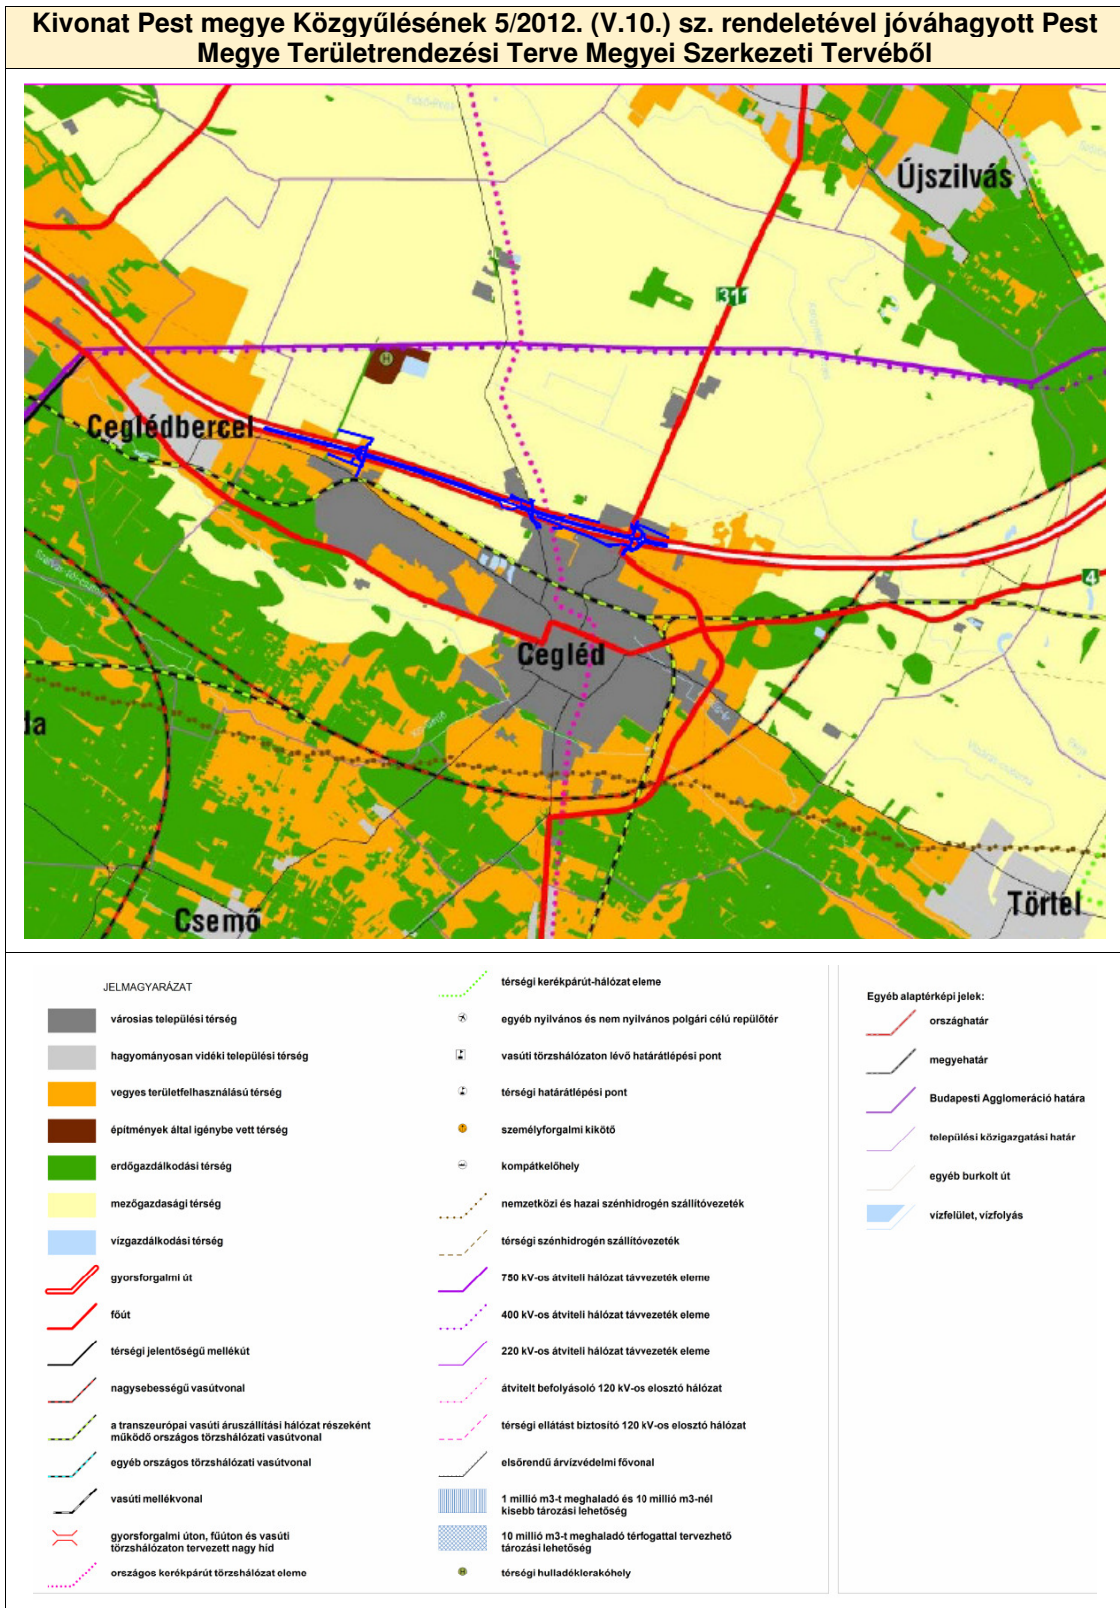 Kivonat Pest megye Közgyűlésének 5/2012. (V.10.) sz. rendeletével jóváhagyott Pest
Megye Területrendezési Terve Megyei Szerkezeti Tervéből
Újszilvás
311
Ceglédbercel
4
Cegléd
da
Csemő
Törtel
JELMAGYARÁZAT
városias települési térség
hagyományosan vidéki települési térség
vegyes területfelhasználású térség
építmények által igénybe vett térség
erdőgazdálkodási térség
mezőgazdasági térség
vízgazdálkodási térség
gyorsforgalmi út
főút
térségi jelentőségű mellékút
nagysebességű vasútvonal
a transzeurópai vasúti áruszállítási hálózat részeként
működő országos törzshálózati vasútvonal
egyéb országos törzshálózati vasútvonal
vasúti mellékvonal
gyorsforgalmi úton, főúton és vasúti
törzshálózaton tervezett nagy híd
országos kerékpárút törzshálózat eleme
térségi kerékpárút-hálózat eleme
egyéb nyilvános és nem nyilvános polgári célú repülőtér
vasúti törzshálózaton lévő határátlépési pont
térségi határátlépési pont
személyforgalmi kikötő
kompátkelőhely
nemzetközi és hazai szénhidrogén szállítóvezeték
térségi szénhidrogén szállítóvezeték
750 kV-os átviteli hálózat távvezeték eleme
400 kV-os átviteli hálózat távvezeték eleme
220 kV-os átviteli hálózat távvezeték eleme
átvitelt befolyásoló 120 kV-os elosztó hálózat
térségi ellátást biztosító 120 kV-os elosztó hálózat
elsőrendű árvízvédelmi fővonal
1 millió m3-t meghaladó és 10 millió m3-nél
kisebb tározási lehetőség
10 millió m3-t meghaladó térfogattal tervezhető
tározási lehetőség
H
térségi hulladéklerakóhely
Egyéb alaptérképi jelek:
országhatár
megyehatár
Budapesti Agglomeráció határa
települési közigazgatási határ
egyéb burkolt út
vízfelület, vízfolyás